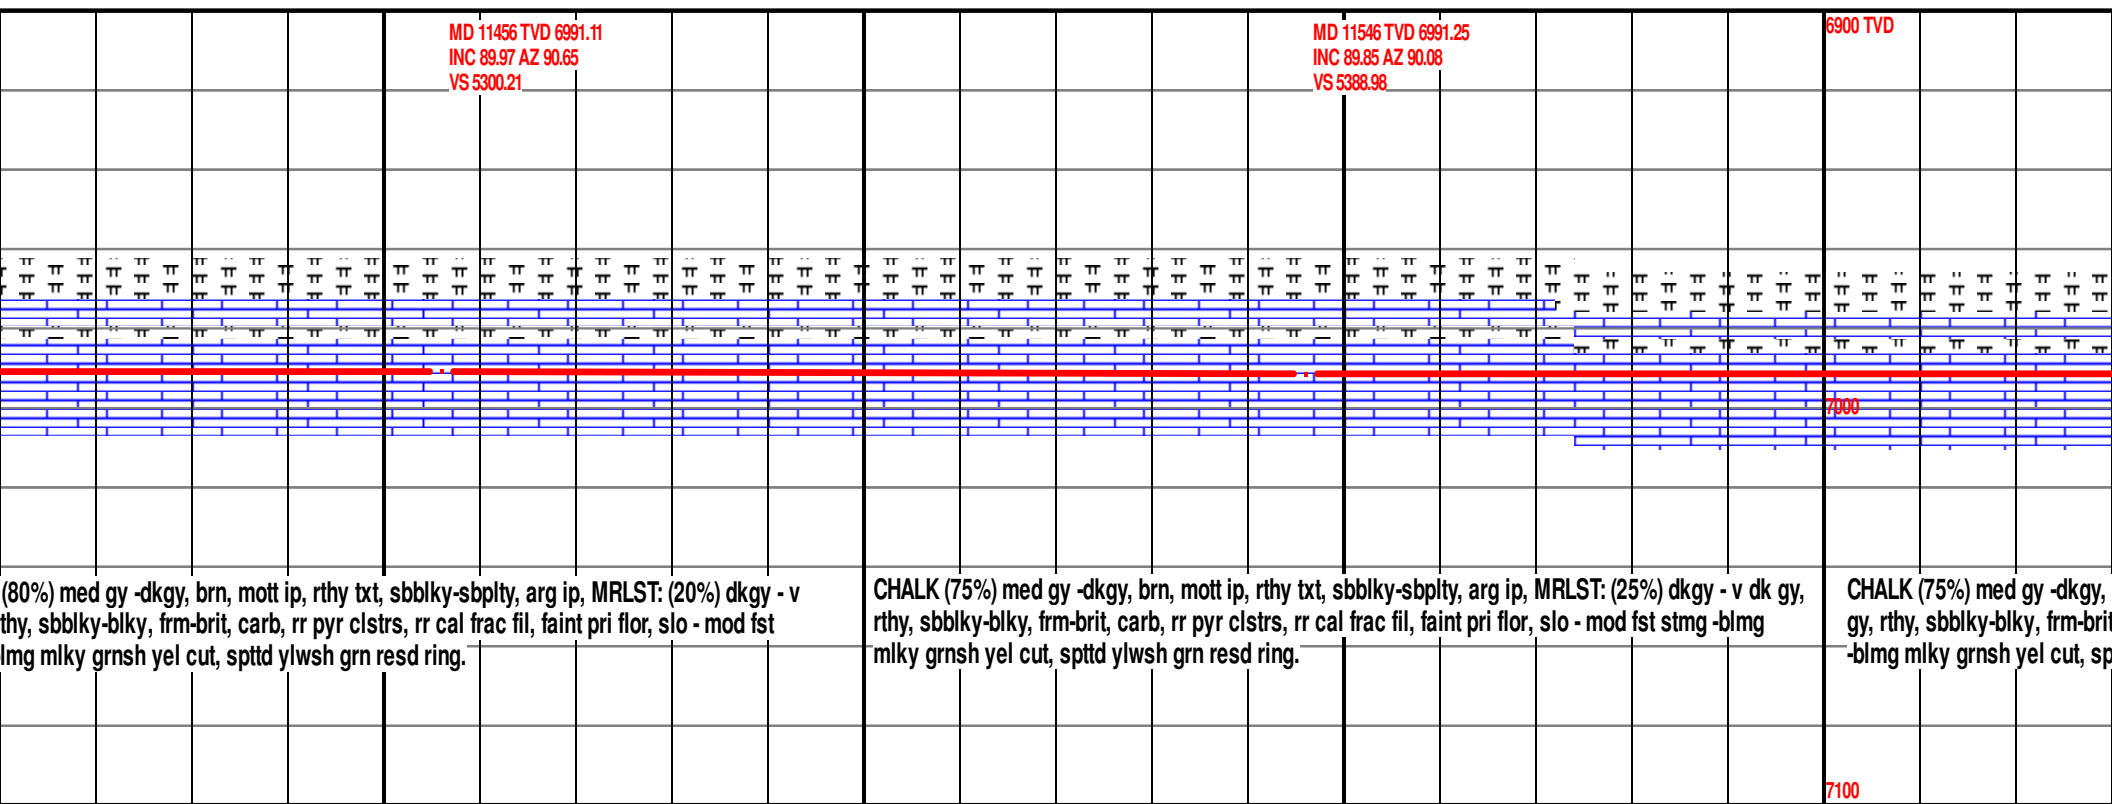 MD 11456 TVD 6991.11
INC 89.97 AZ 90.65
VS 5300.21
MD 11546 TVD 6991.25
INC 89.85 AZ 90.08
VS 5388.98
6900 TVD
7000
(80%) med gy -dkgy, brn, mott ip, rthy txt, sbblky-sbplty, arg ip, MRLST: (20%) dkgy - v
thy, sbblky-blky, frm-brit, carb, rr pyr clstrs, rr cal frac fil, faint pri flor, slo - mod fst
lmg mlky grnsh yel cut, spttd ylwsh grn resd ring.
CHALK (75%) med gy -dkgy, brn, mott ip, rthy txt, sbblky-sbplty, arg ip, MRLST: (25%) dkgy - v dk gy,
rthy, sbblky-blky, frm-brit, carb, rr pyr clstrs, rr cal frac fil, faint pri flor, slo - mod fst stmg -blmg
mlky grnsh yel cut, spttd ylwsh grn resd ring.
CHALK (75%) med gy -dkgy,
gy, rthy, sbblky-blky, frm-brit
-blmg mlky grnsh yel cut, sp
7100